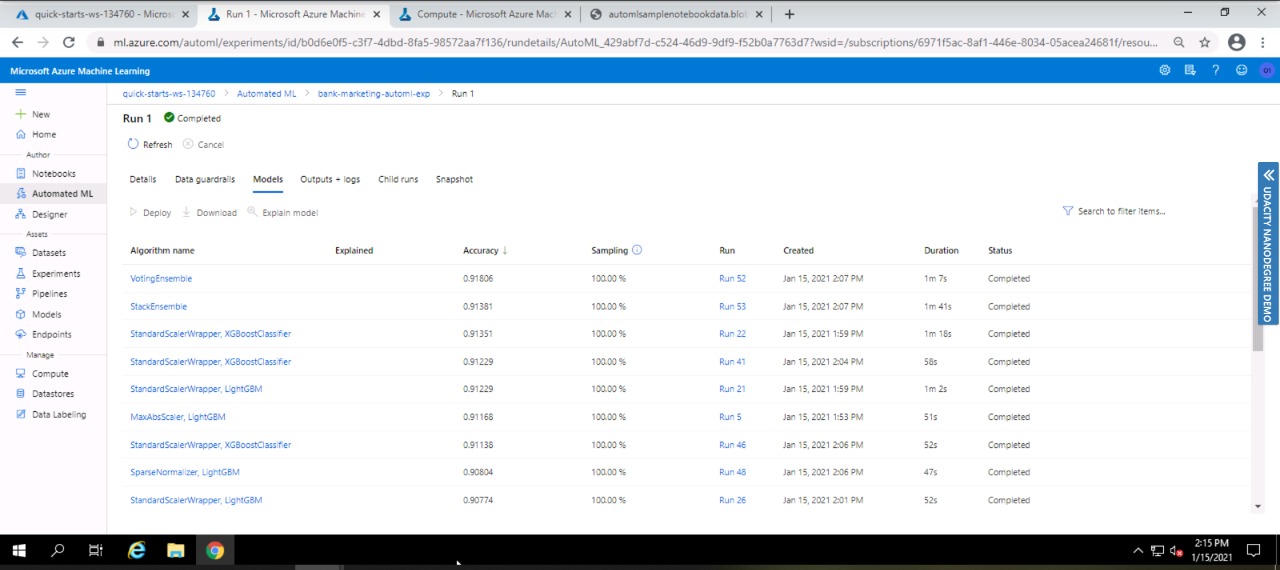 quick-starts-ws-134760 - Micros
Run 1 - Microsoft Azure Machine
Compute - Microsoft Azure Mach
automlsamplenotebookdata.blob
ml.azure.com/automl/experiments/id/b0d6e0f5-c3f7-4dbd-8fa5-98572aa7f136/rundetails/AutoML_429abf7d-c524-46d9-9df9-f52b0a7763d7?wsid=/subscriptions/6971f5ac-8af1-446e-8034-05acea24681f/resou...
Microsoft Azure Machine Learning
01
quick-starts-ws-134760 > Automated ML > bank-marketing-automl-exp > Run 1
New
Home
Author
Notebooks
Automated ML
Designer
Assets
Datasets
Experiments
Pipelines
Models
Endpoints
Manage
Compute
Datastores
Data Labeling
Run 1 Completed
Refresh Cancel
Details Data guardrails Models Outputs + logs Child runs Snapshot
Deploy Download Explain model Search to filter items...
Algorithm name Explained Accuracy ↓ Sampling Run Created Duration Status
VotingEnsemble 0.91806 100.00 % Run 52 Jan 15, 2021 2:07 PM 1m 7s Completed
StackEnsemble 0.91381 100.00 % Run 53 Jan 15, 2021 2:07 PM 1m 41s Completed
StandardScalerWrapper, XGBoostClassifier 0.91351 100.00 % Run 22 Jan 15, 2021 1:59 PM 1m 18s Completed
StandardScalerWrapper, XGBoostClassifier 0.91229 100.00 % Run 41 Jan 15, 2021 2:04 PM 58s Completed
StandardScalerWrapper, LightGBM 0.91229 100.00 % Run 21 Jan 15, 2021 1:59 PM 1m 2s Completed
MaxAbsScaler, LightGBM 0.91168 100.00 % Run 5 Jan 15, 2021 1:53 PM 51s Completed
StandardScalerWrapper, XGBoostClassifier 0.91138 100.00 % Run 46 Jan 15, 2021 2:06 PM 52s Completed
SparseNormalizer, LightGBM 0.90804 100.00 % Run 48 Jan 15, 2021 2:06 PM 47s Completed
StandardScalerWrapper, LightGBM 0.90774 100.00 % Run 26 Jan 15, 2021 2:01 PM 52s Completed
UDACITY NANODEGREE DEMO
2:15 PM
1/15/2021